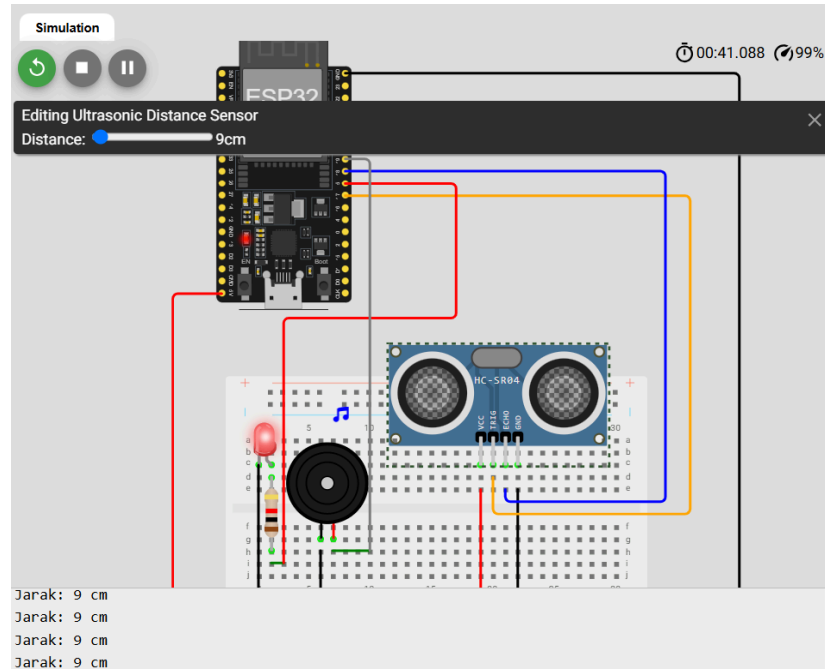 Simulation
00:41.088 99%
ESP32
Editing Ultrasonic Distance Sensor
Distance: 9cm
EN
Boot
HC-SR04
VCC
TRIG
ECHO
GND
5
10
30
a
b
c
d
e
a
b
c
d
e
f
g
h
i
j
f
g
h
i
j
Jarak: 9 cm
Jarak: 9 cm
Jarak: 9 cm
Jarak: 9 cm